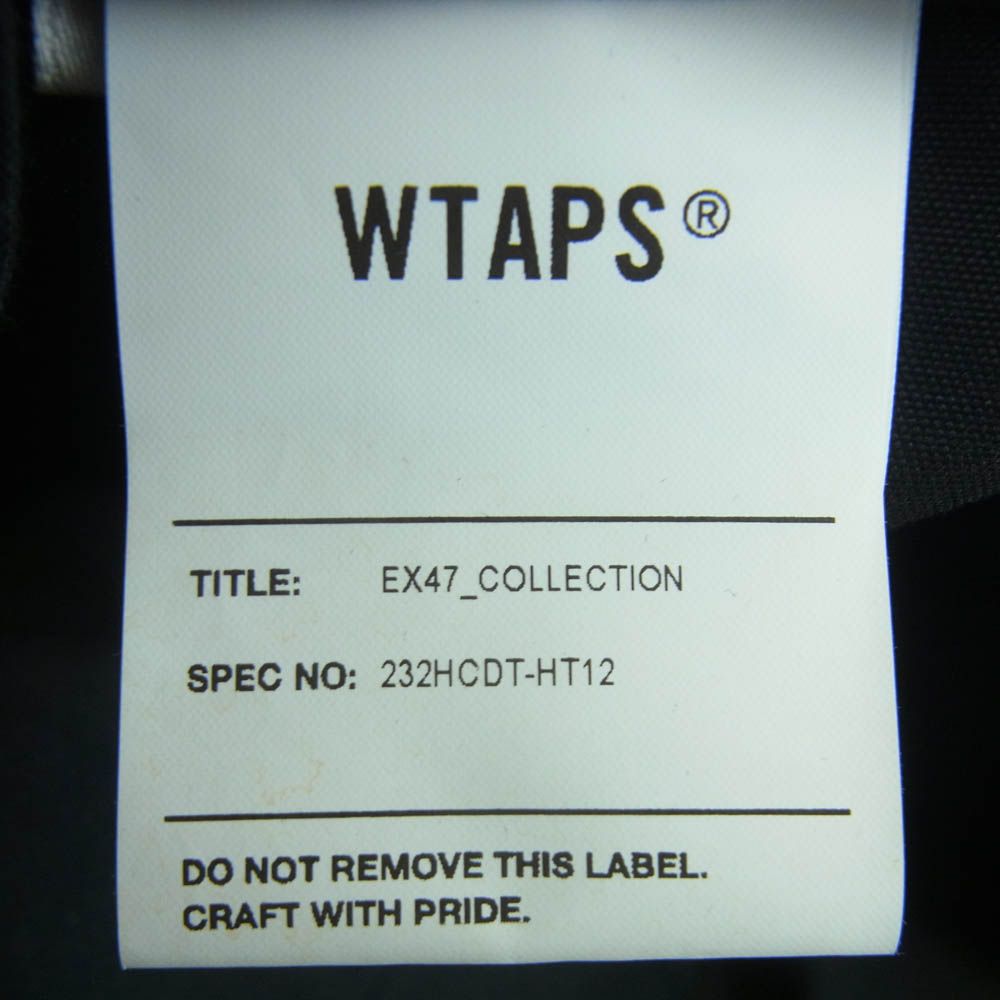 WTAPS®
TITLE: EX47_COLLECTION
SPEC NO: 232HCDT-HT12
DO NOT REMOVE THIS LABEL.
CRAFT WITH PRIDE.